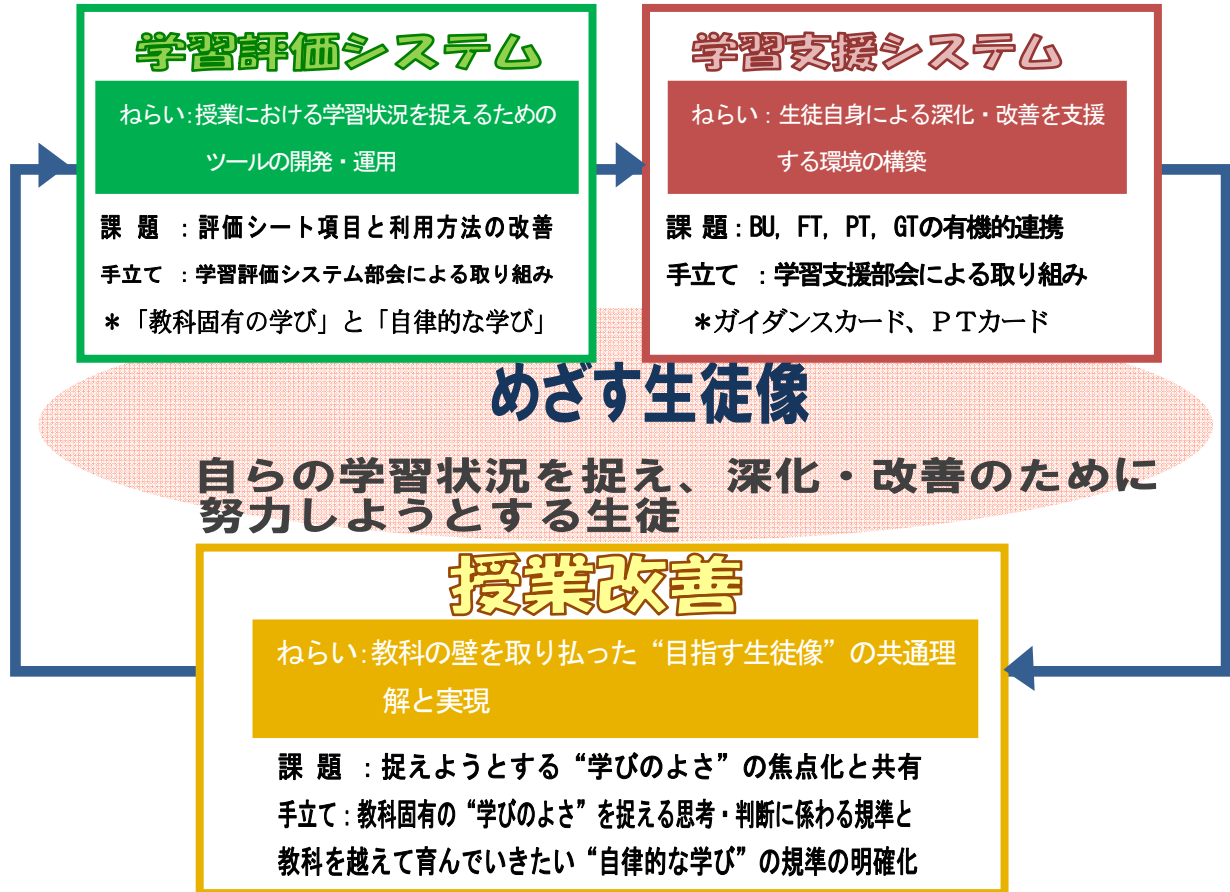 学習評価システム
ねらい：授業における学習状況を捉えるための
ツールの開発・運用
課 題 ：評価シート項目と利用方法の改善
手立て ：学習評価システム部会による取り組み
＊「教科固有の学び」と「自律的な学び」
学習支援システム
ねらい：生徒自身による深化・改善を支援
する環境の構築
課 題：BU, FT, PT, GTの有機的連携
手立て ：学習支援部会による取り組み
＊ガイダンスカード、ＰＴカード
めざす生徒像
自らの学習状況を捉え、深化・改善のために
努力しようとする生徒
授業改善
ねらい：教科の壁を取り払った“目指す生徒像”の共通理
解と実現
課 題 ：捉えようとする“学びのよさ”の焦点化と共有
手立て：教科固有の“学びのよさ”を捉える思考・判断に係わる規準と
教科を越えて育んでいきたい“自律的な学び”の規準の明確化